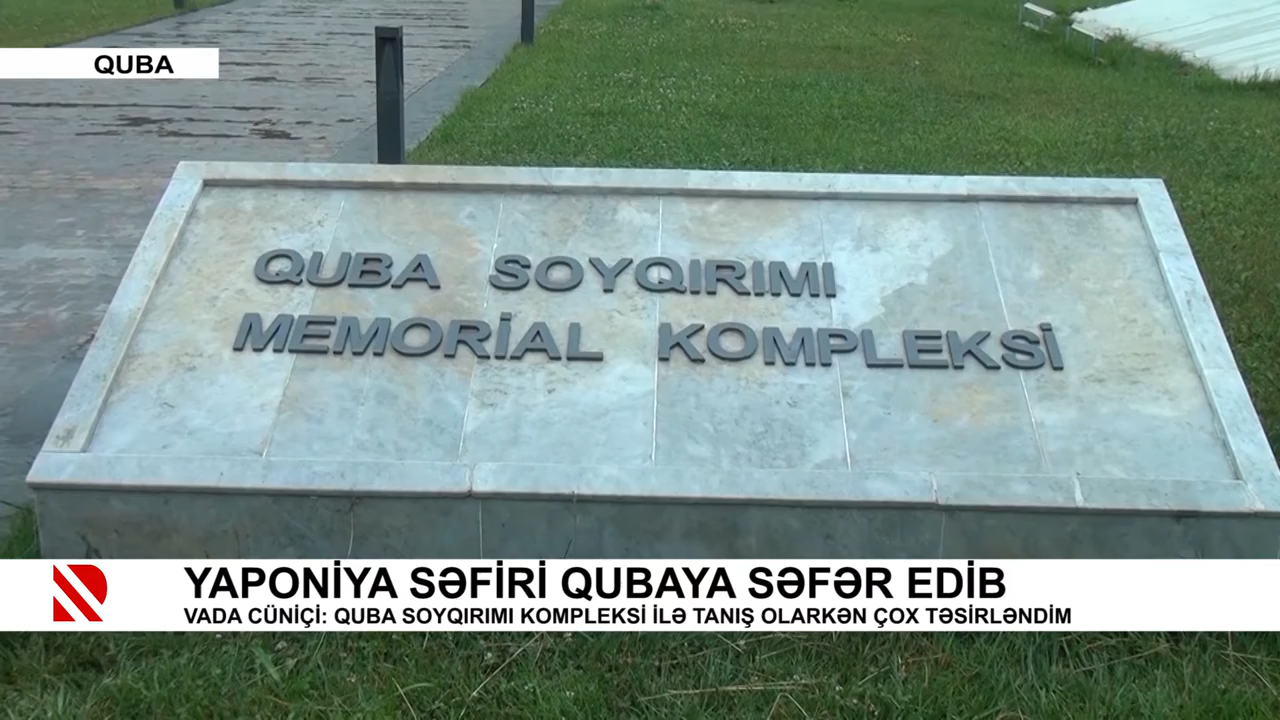 QUBA
QUBA SOYQIRIMI
MEMORİAL KOMPLEKSİ
YAPONİYA SƏFİRİ QUBAYA SƏFƏR EDİB
VADA CÜNİÇİ: QUBA SOYQIRIMI KOMPLEKSİ İLƏ TANIŞ OLARKƏN ÇOX TƏSİRLƏNDİM